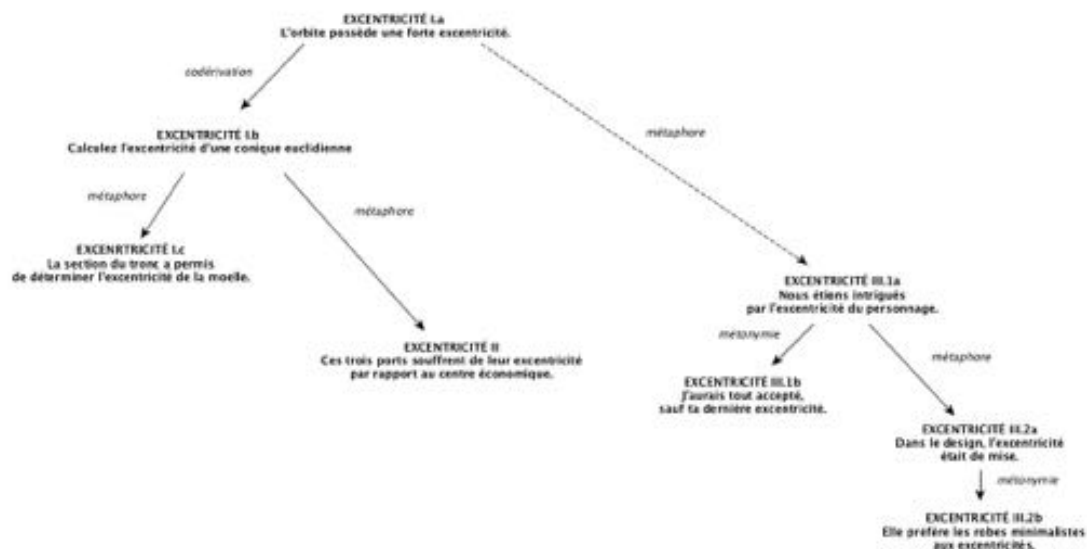 EXCENTRICITÉ I.a
L'orbite possède une forte excentricité.
codérivation
métaphore
EXCENTRICITÉ I.b
Calculez l'excentricité d'une conique euclidienne
métaphore
métaphore
EXCENRTRICITÉ I.c
La section du tronc a permis
de déterminer l'excentricité de la moelle.
EXCENTRICITÉ III.1a
Nous étions intrigués
par l'excentricité du personnage.
EXCENTRICITÉ II
Ces trois ports souffrent de leur excentricité
par rapport au centre économique.
métonymie
métaphore
EXCENTRICITÉ III.1b
J'aurais tout accepté,
sauf ta dernière excentricité.
EXCENTRICITÉ III.2a
Dans le design, l'excentricité
était de mise.
métonymie
EXCENTRICITÉ III.2b
Elle préfère les robes minimalistes
aux excentricités.